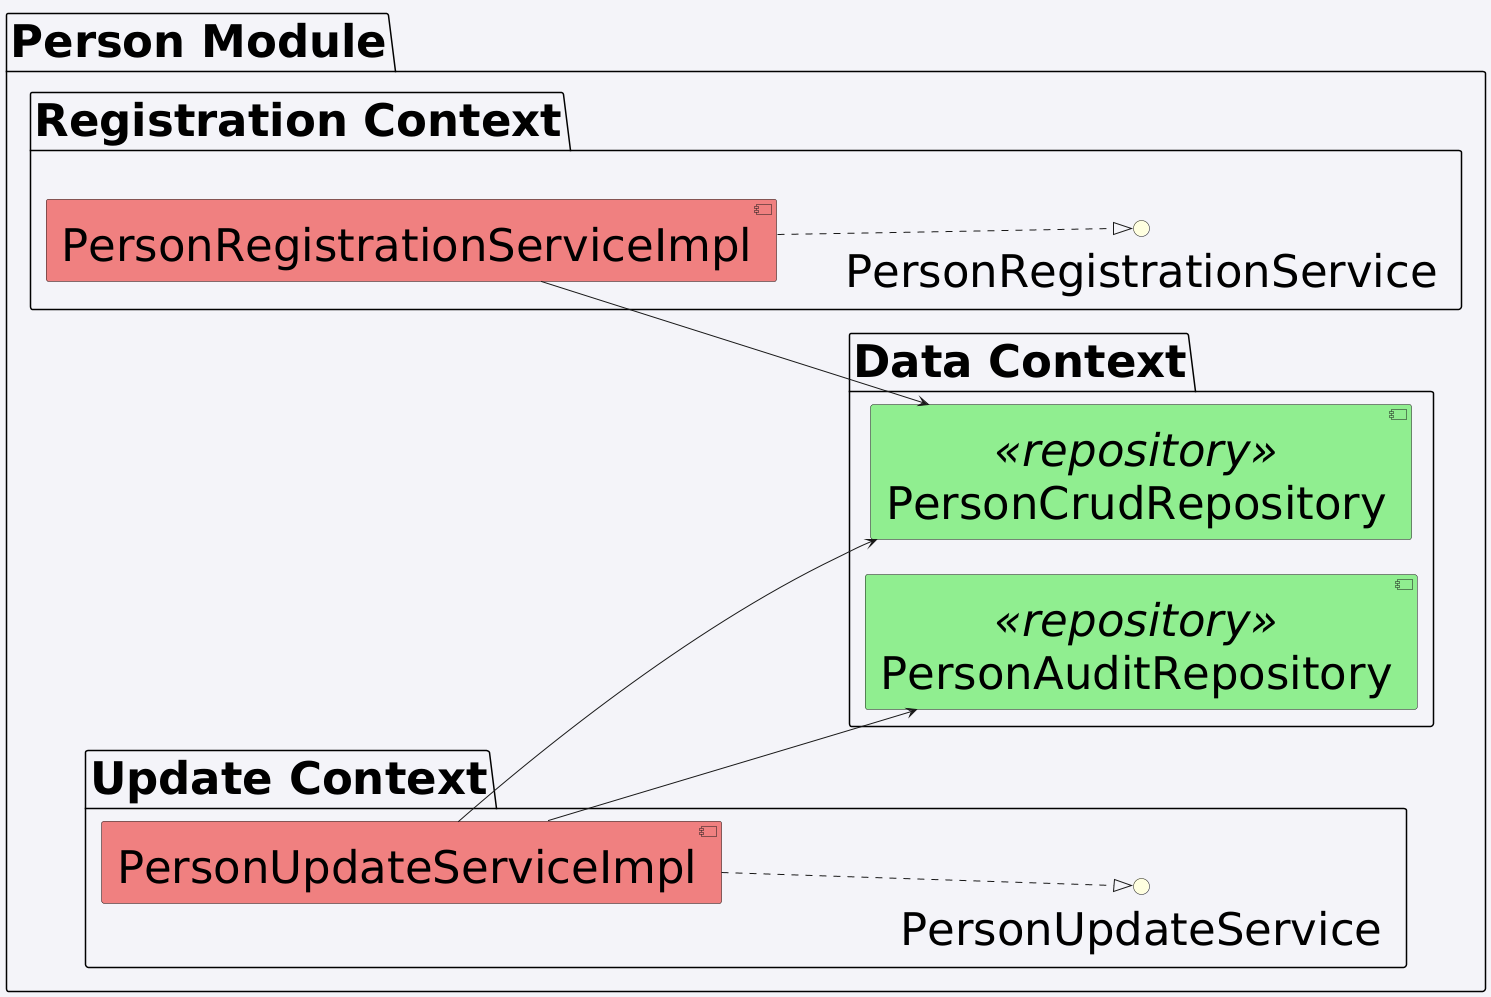 Person Module
Registration Context
PersonRegistrationServiceImpl
PersonRegistrationService
Data Context
«repository»
PersonCrudRepository
«repository»
PersonAuditRepository
Update Context
PersonUpdateServiceImpl
PersonUpdateService